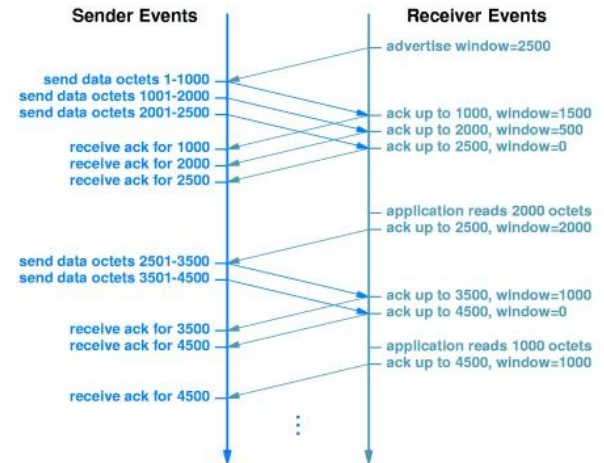 Sender Events
Receiver Events
advertise window=2500
send data octets 1-1000
send data octets 1001-2000
send data octets 2001-2500
ack up to 1000, window=1500
ack up to 2000, window=500
ack up to 2500, window=0
receive ack for 1000
receive ack for 2000
receive ack for 2500
application reads 2000 octets
ack up to 2500, window=2000
send data octets 2501-3500
send data octets 3501-4500
ack up to 3500, window=1000
ack up to 4500, window=0
receive ack for 3500
receive ack for 4500
application reads 1000 octets
ack up to 4500, window=1000
receive ack for 4500